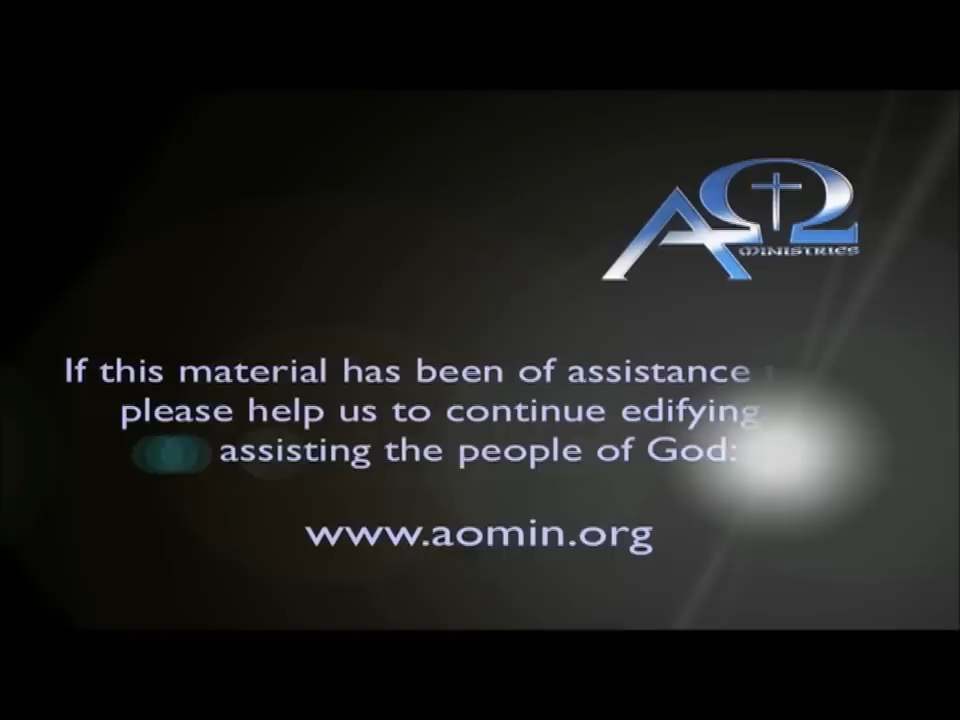 ΑΩ
MINISTRIES
If this material has been of assistance
please help us to continue edifying
assisting the people of God:
www.aomin.org